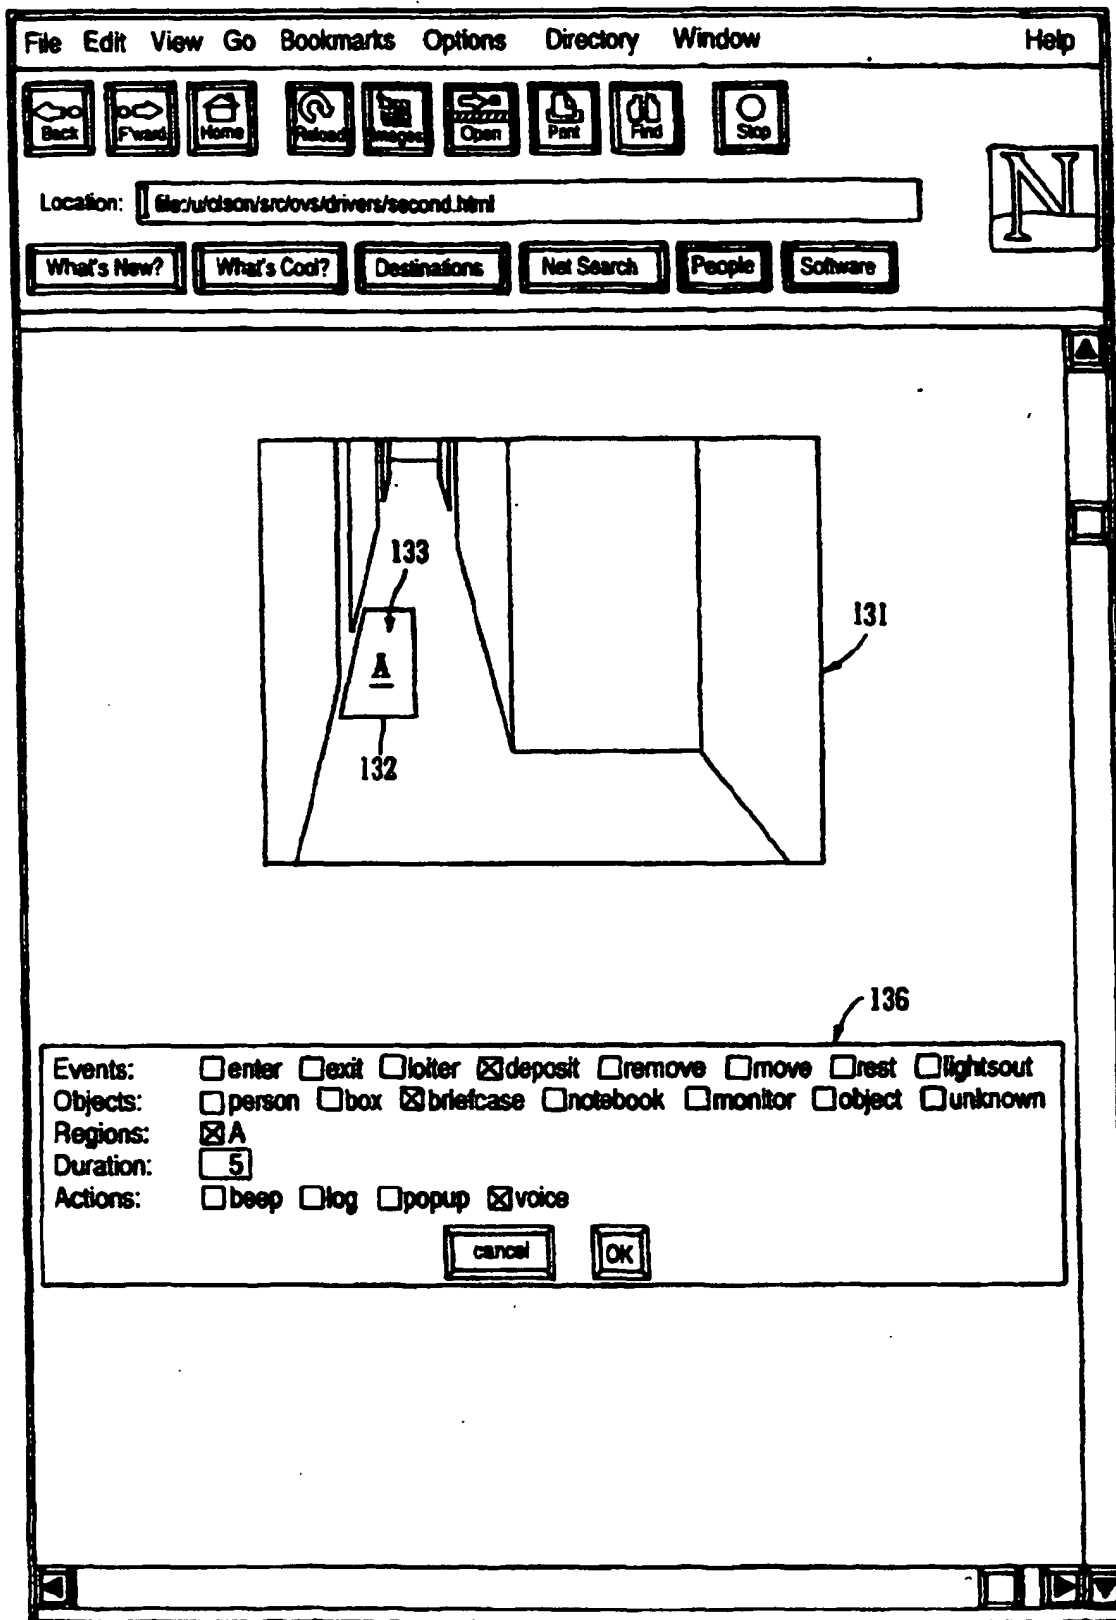 File Edit View Go Bookmarks Options Directory Window Help
Back F'ward Home Reload Images Open Print Find Stop
N
Location: file:/u/olson/src/ovs/drivers/second.html
What's New? What's Cool? Destinations Net Search People Software
133
131
A
132
136
Events: enter exit loiter deposit remove move rest lightsout
Objects: person box briefcase notebook monitor object unknown
Regions: A
Duration: 5
Actions: beep log popup voice
cancel OK